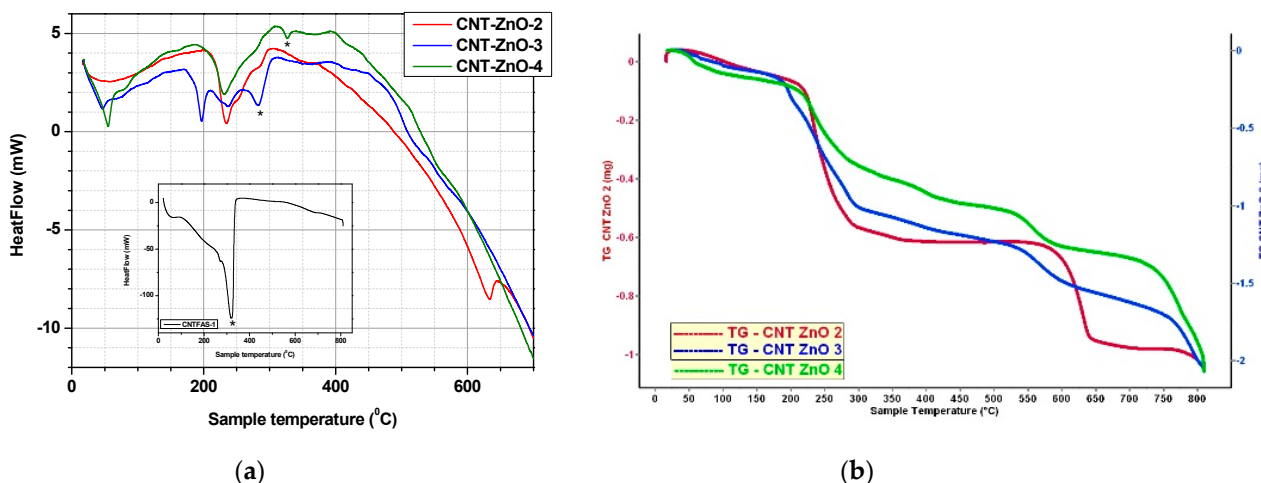 CNT-ZnO-2
CNT-ZnO-3
CNT-ZnO-4
5
0
-5
-10
HeatFlow (mW)
0
200
400
600
Sample temperature (⁰C)
*
*
0
-50
-100
HeatFlow (mW)
0 200 400 600 800
Sample temperature (⁰C)
CNTFAS-1
*
(a)
0
-0.2
-0.4
-0.6
-0.8
-1
TG CNT ZnO 2 (mg)
0
-0.5
-1
-1.5
-2
TG - CNT ZnO 2
TG - CNT ZnO 3
TG - CNT ZnO 4
0 50 100 150 200 250 300 350 400 450 500 550 600 650 700 750 800
Sample Temperature (°C)
(b)